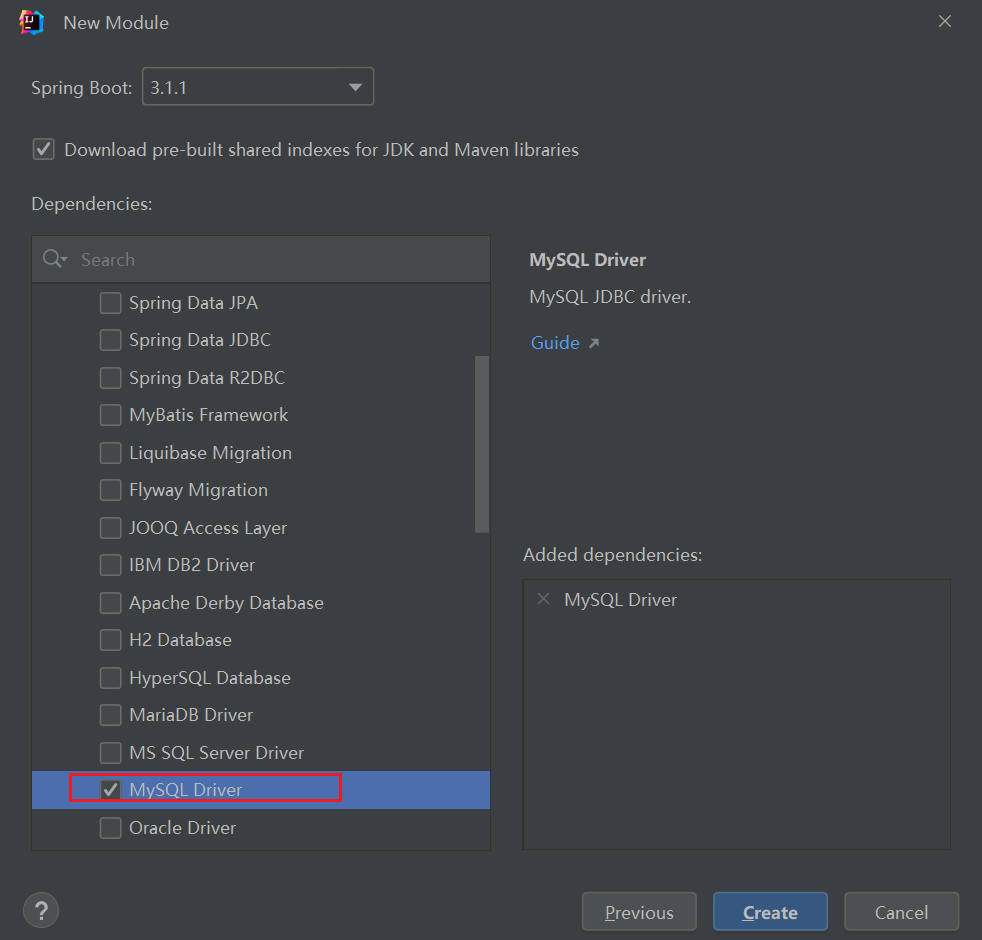 New Module
Spring Boot: 3.1.1
Download pre-built shared indexes for JDK and Maven libraries
Dependencies:
Search
Spring Data JPA
Spring Data JDBC
Spring Data R2DBC
MyBatis Framework
Liquibase Migration
Flyway Migration
JOOQ Access Layer
IBM DB2 Driver
Apache Derby Database
H2 Database
HyperSQL Database
MariaDB Driver
MS SQL Server Driver
MySQL Driver
Oracle Driver
MySQL Driver
MySQL JDBC driver.
Guide
Added dependencies:
MySQL Driver
?
Previous
Create
Cancel